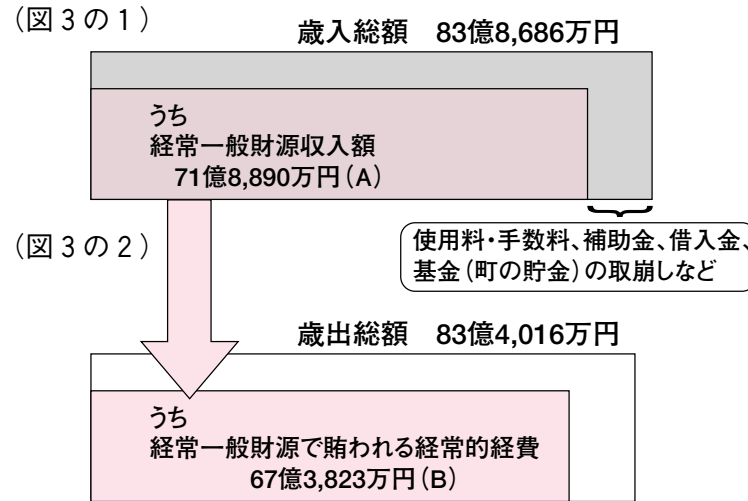 (図3の1)
歳入総額 83億8,686万円
うち
経常一般財源収入額
71億8,890万円(A)
使用料・手数料、補助金、借入金、
基金(町の貯金)の取崩しなど
(図3の2)
歳出総額 83億4,016万円
うち
経常一般財源で賄われる経常的経費
67億3,823万円(B)